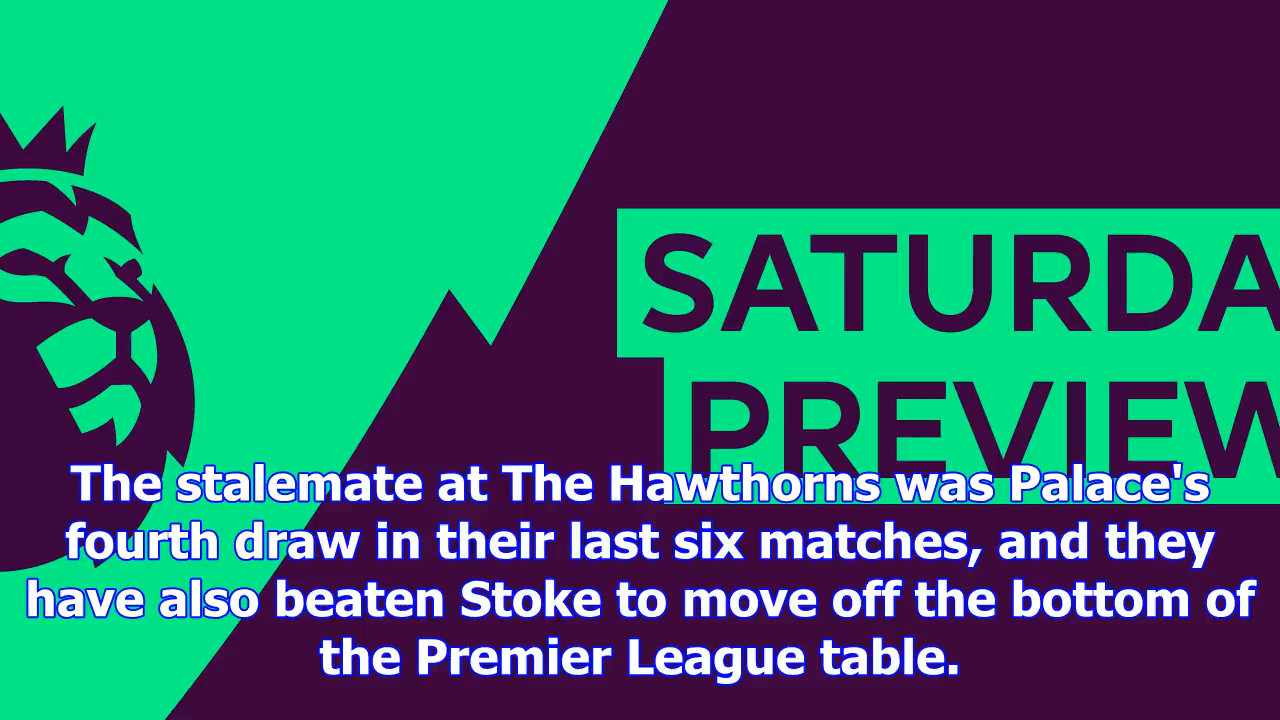 SATURDA
PREVIEW
The stalemate at The Hawthorns was Palace's
fourth draw in their last six matches, and they
have also beaten Stoke to move off the bottom of
the Premier League table.